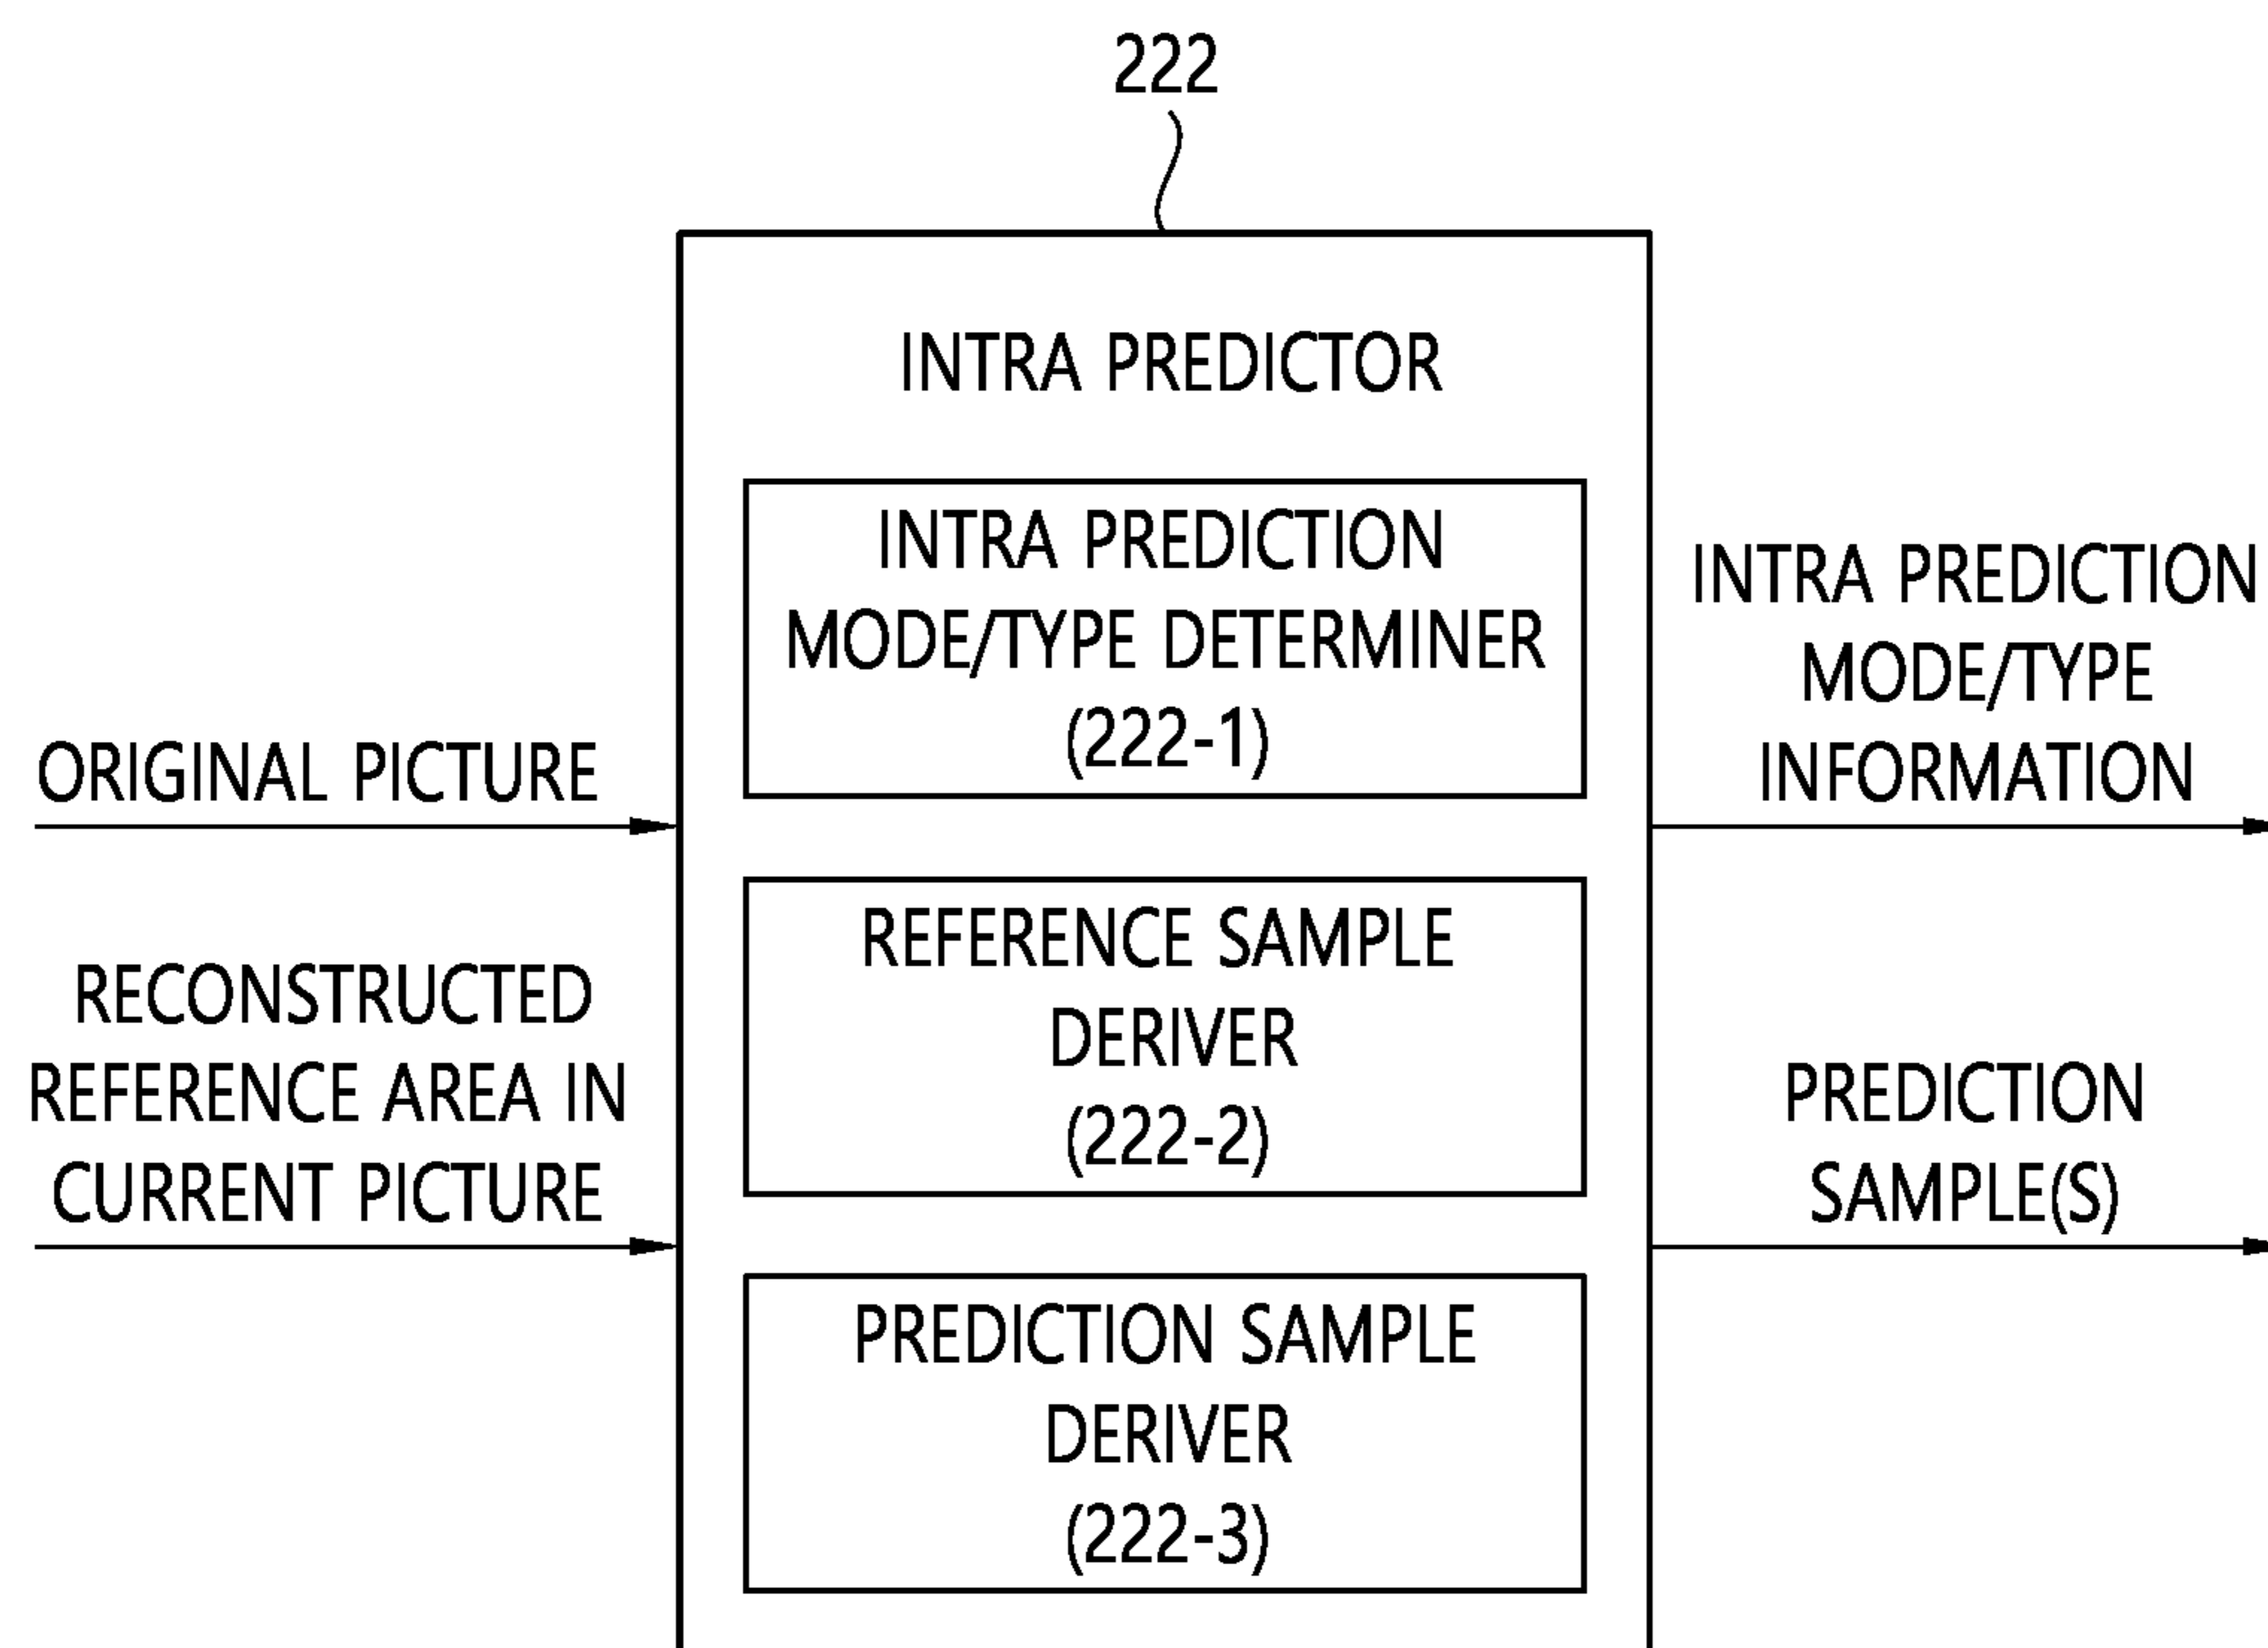 222
INTRA PREDICTOR
INTRA PREDICTION
MODE/TYPE DETERMINER
(222-1)
REFERENCE SAMPLE
DERIVER
(222-2)
PREDICTION SAMPLE
DERIVER
(222-3)
ORIGINAL PICTURE
RECONSTRUCTED
REFERENCE AREA IN
CURRENT PICTURE
INTRA PREDICTION
MODE/TYPE
INFORMATION
PREDICTION
SAMPLE(S)